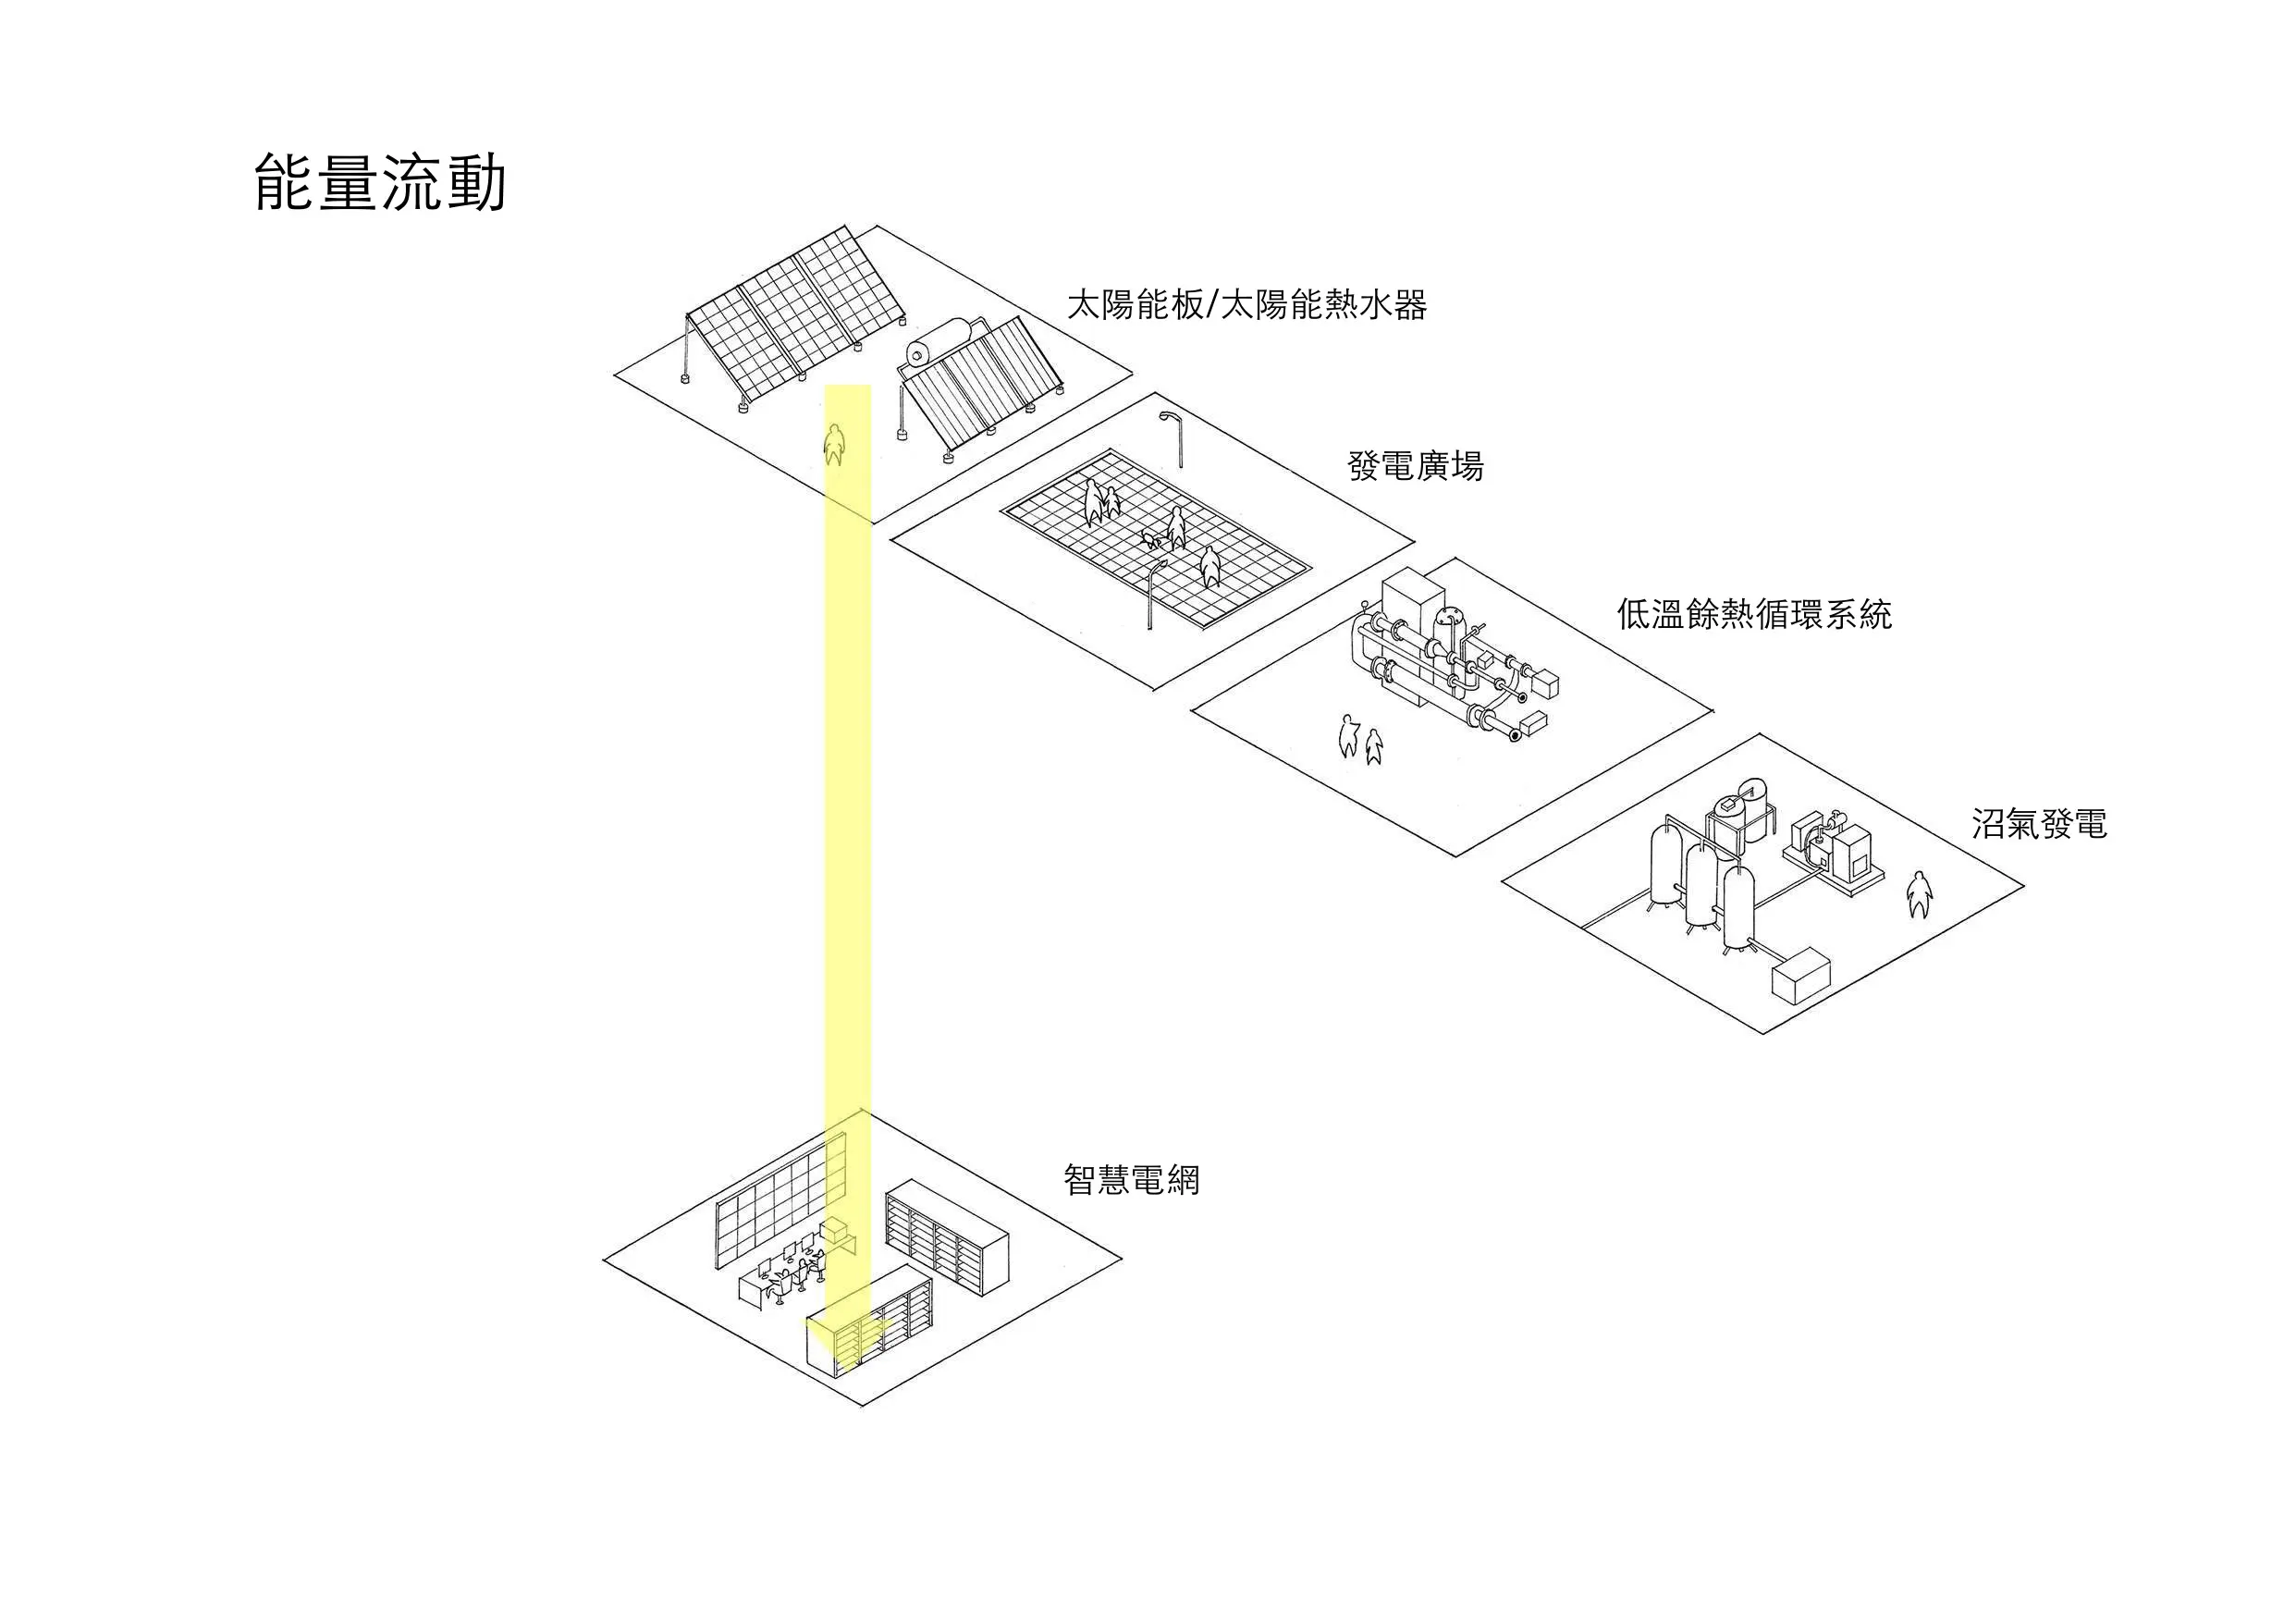 能量流動
太陽能板/太陽能熱水器
發電廣場
低溫餘熱循環系統
沼氣發電
智慧電網